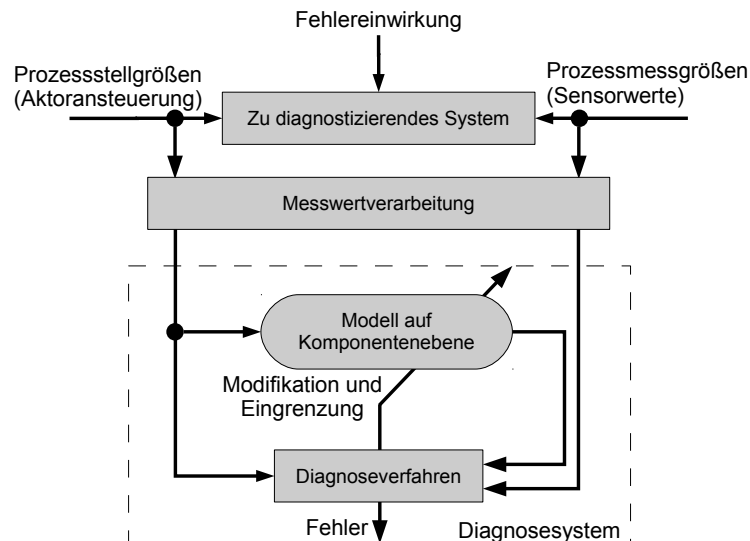 Fehlereinwirkung
Prozessstellgrößen
(Aktoransteuerung)
Prozessmessgrößen
(Sensorwerte)
Zu diagnostizierendes System
Messwertverarbeitung
Modell auf
Komponentenebene
Modifikation und
Eingrenzung
Diagnoseverfahren
Fehler
Diagnosesystem